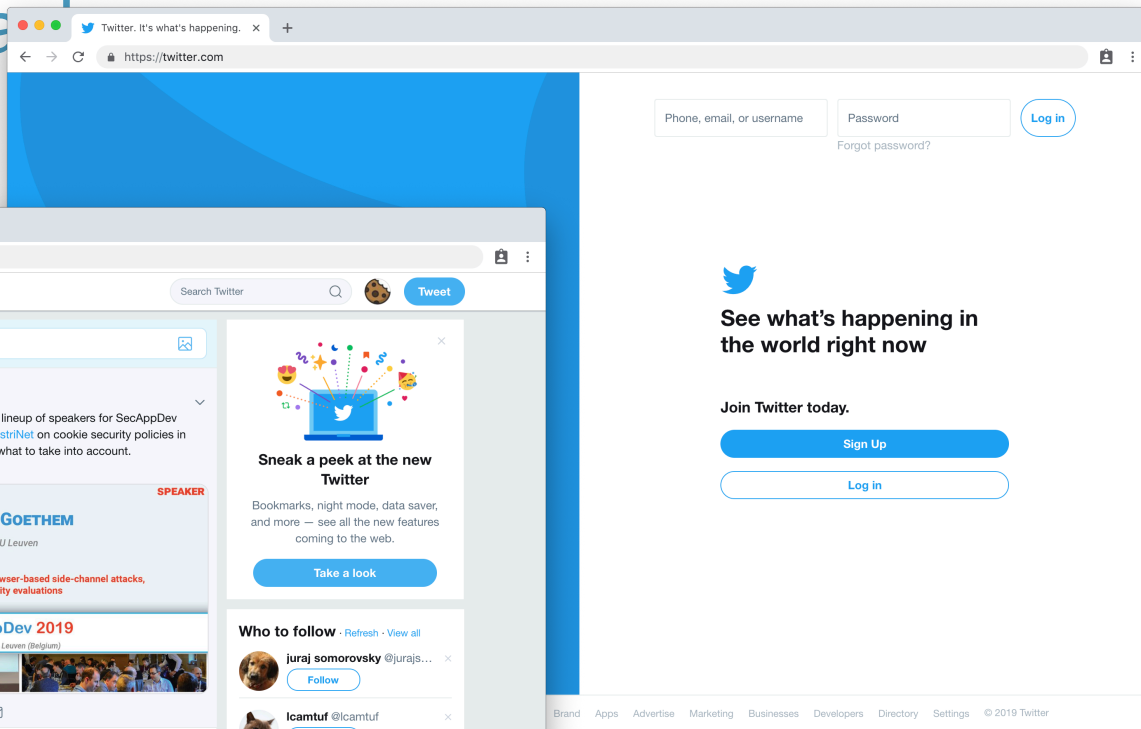 Twitter. It's what's happening.
https://twitter.com
Phone, email, or username
Password
Log in
Forgot password?
See what's happening in
the world right now
Join Twitter today.
Sign Up
Log in
Search Twitter
Tweet
lineup of speakers for SecAppDev
striNet on cookie security policies in
what to take into account.
SPEAKER
GOETHEM
U Leuven
wser-based side-channel attacks,
ity evaluations
pDev 2019
Leuven (Belgium)
Sneak a peek at the new
Twitter
Bookmarks, night mode, data saver,
and more — see all the new features
coming to the web.
Take a look
Who to follow · Refresh · View all
juraj somorovsky @jurajs...
Follow
lcamtuf @lcamtuf
Brand Apps Advertise Marketing Businesses Developers Directory Settings © 2019 Twitter